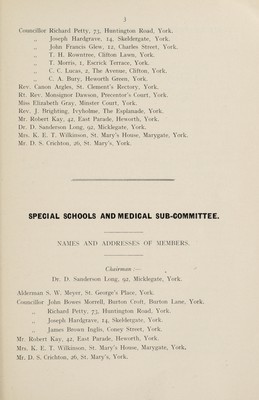 3
Councillor Richard Petty, 73, Huntington Road, York.
,, Joseph Hardgrave, 14, Skeldergate, York.
,, John Francis Glew, 12, Charles Street, York.
,, T. H. Rowntree, Clifton Lawn, York.
,, T. Morris, 1, Escrick Terrace, York.
,, C. C. Lucas, 2, The Avenue, Clifton, York.
,, C. A. Bury, Heworth Green, York.
Rev. Canon Angles, St. Clement's Rectory, York.
Rt. Rev. Monsignor Dawson, Precentor's Court, York.
Miss Elizabeth Gray, Minster Court, York.
Rev. J. Brighting, Ivyholme, The Esplanade, York.
Mr. Robert Kay, 42, East Parade, Heworth, York.
Dr. D. Sanderson Long, 92, Micklegate, York.
Mrs. K. E. T. Wilkinson, St. Mary's House, Marygate, York.
Mr. D. S. Crichton, 26, St. Mary's, York.
SPECIAL SCHOOLS AND MEDICAL SUB-COMMITTEE.
NAMES AND ADDRESSES OF MEMBERS.
Chairman :—
Dr. D. Sanderson Long, 92, Micklegate, York.
Alderman S. W. Meyer, St. George's Place, York.
Councillor John Bowes Morrell, Burton Croft, Burton Lane, York.
,, Richard Petty, 73, Huntington Road, York.
,, Joseph Hardgrave, 14, Skeldergate, York.
,, James Brown Inglis, Coney Street, York.
Mr. Robert Kay, 42, East Parade, Heworth, York.
Mrs. K. E. T. Wilkinson, St. Mary's House, Marygate, York.
Mr. D. S. Crichton, 26, St. Mary's, York.